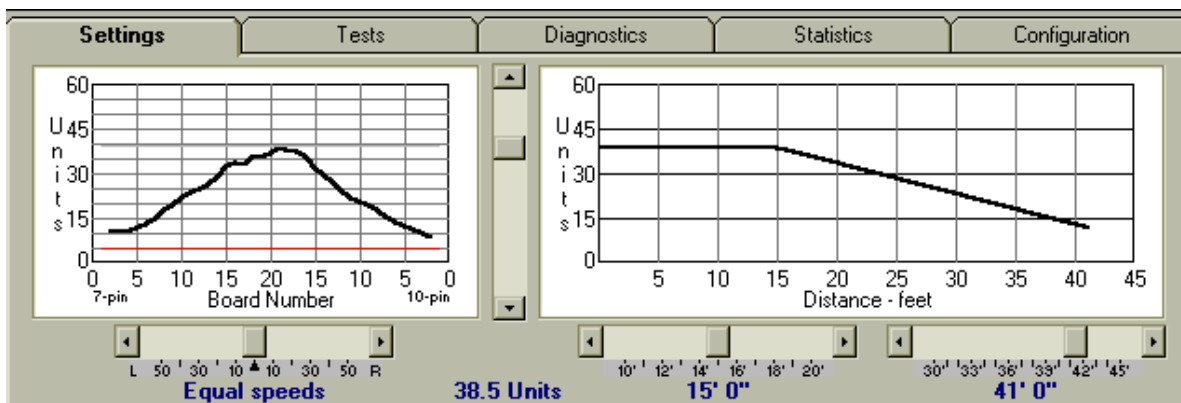 Settings
Tests
Diagnostics
Statistics
Configuration
Units
60
45
30
15
0
0 5 10 15 20 15 10 5 0
7-pin Board Number 10-pin
Units
60
45
30
15
0
5 10 15 20 25 30 35 40 45
Distance - feet
L 50 30 10 10 30 50 R
10' 12' 14' 16' 18' 20'
30' 33' 36' 39' 42' 45'
Equal speeds
38.5 Units
15' 0"
41' 0"